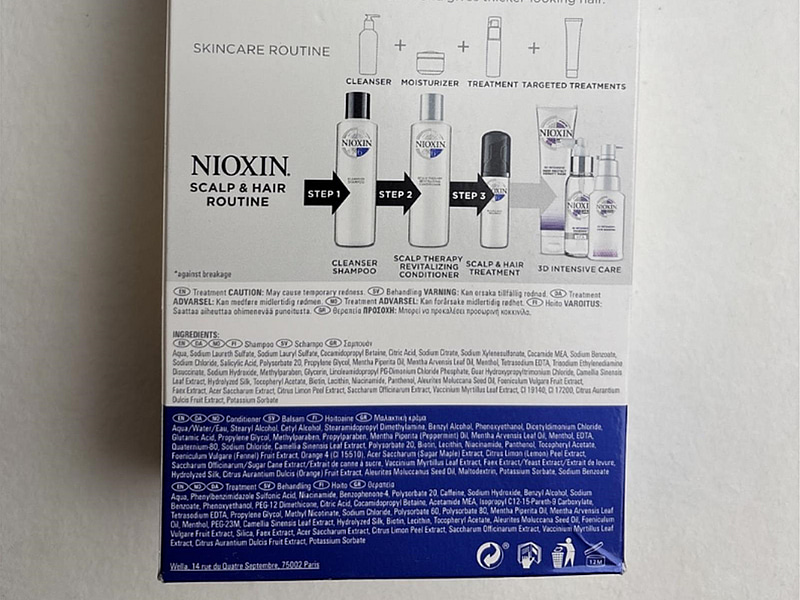 gives thicker looking hair.
SKINCARE ROUTINE
+ + +
CLEANSER MOISTURIZER TREATMENT TARGETED TREATMENTS
NIOXIN.
SCALP & HAIR
ROUTINE
STEP 1 STEP 2 STEP 3
NIOXIN NIOXIN NIOXIN
CLEANSER
SHAMPOO
SCALP THERAPY
REVITALIZING
CONDITIONER
SCALP & HAIR
TREATMENT
3D INTENSIVE CARE
*against breakage
EN Treatment CAUTION: May cause temporary redness. SV Behandling VARNING: Kan orsaka tillfällig rodnad. DA Treatment
ADVARSEL: Kan medføre midlertidig rødmen. NO Treatment ADVARSEL: Kan forårsake midlertidig rødhet. FI Hoito VAROITUS:
Saattaa aiheuttaa ohimenevää punoitusta. GR Θεραπεία ΠΡΟΣΟΧΗ: Μπορεί να προκαλέσει προσωρινή κοκκινίλα.
INGREDIENTS:
EN DA NO FI Shampoo SV Schampo GR Σαμπουάν
Aqua, Sodium Laureth Sulfate, Sodium Lauryl Sulfate, Cocamidopropyl Betaine, Citric Acid, Sodium Citrate, Sodium Xylenesulfonate, Cocamide MEA, Sodium Benzoate,
Sodium Chloride, Salicylic Acid, Polysorbate 20, Propylene Glycol, Mentha Piperita Oil, Mentha Arvensis Leaf Oil, Menthol, Tetrasodium EDTA, Trisodium Ethylenediamine
Disuccinate, Sodium Hydroxide, Methylparaben, Glycerin, Linoleamidopropyl PG-Dimonium Chloride Phosphate, Guar Hydroxypropyltrimonium Chloride, Camellia Sinensis
Leaf Extract, Hydrolyzed Silk, Tocopheryl Acetate, Biotin, Lecithin, Niacinamide, Panthenol, Aleurites Moluccana Seed Oil, Foeniculum Vulgare Fruit Extract,
Faex Extract, Acer Saccharum Extract, Citrus Limon Peel Extract, Saccharum Officinarum Extract, Vaccinium Myrtillus Leaf Extract, CI 19140, CI 17200, Citrus Aurantium
Dulcis Fruit Extract, Potassium Sorbate
EN DA NO Conditioner SV Balsam FI Hoitoaine GR Μαλακτική κρέμα
Aqua/Water/Eau, Stearyl Alcohol, Cetyl Alcohol, Stearamidopropyl Dimethylamine, Benzyl Alcohol, Phenoxyethanol, Dicetyldimonium Chloride,
Glutamic Acid, Propylene Glycol, Methylparaben, Propylparaben, Mentha Piperita (Peppermint) Oil, Mentha Arvensis Leaf Oil, Menthol, EDTA,
Quaternium-80, Sodium Chloride, Camellia Sinensis Leaf Extract, Polysorbate 20, Biotin, Lecithin, Niacinamide, Panthenol, Tocopheryl Acetate,
Foeniculum Vulgare (Fennel) Fruit Extract, Orange 4 (CI 15510), Acer Saccharum (Sugar Maple) Extract, Citrus Limon (Lemon) Peel Extract,
Saccharum Officinarum/Sugar Cane Extract/Extrait de canne à sucre, Vaccinium Myrtillus Leaf Extract, Faex Extract/Yeast Extract/Extrait de levure,
Hydrolyzed Silk, Citrus Aurantium Dulcis (Orange) Fruit Extract, Aleurites Moluccanus Seed Oil, Maltodextrin, Potassium Sorbate, Sodium Benzoate
EN DA NO Treatment SV Behandling FI Hoito GR Θεραπεία
Aqua, Phenylbenzimidazole Sulfonic Acid, Niacinamide, Benzophenone-4, Polysorbate 20, Caffeine, Sodium Hydroxide, Benzyl Alcohol, Sodium
Benzoate, Phenoxyethanol, PEG-12 Dimethicone, Citric Acid, Cocamidopropyl Betaine, Acetamide MEA, Isopropyl C12-15-Pareth-9 Carboxylate,
Tetrasodium EDTA, Propylene Glycol, Methyl Nicotinate, Sodium Chloride, Polysorbate 60, Polysorbate 80, Mentha Piperita Oil, Mentha Arvensis Leaf
Oil, Menthol, PEG-23M, Camellia Sinensis Leaf Extract, Hydrolyzed Silk, Biotin, Lecithin, Tocopheryl Acetate, Aleurites Moluccana Seed Oil, Foeniculum
Vulgare Fruit Extract, Silica, Faex Extract, Acer Saccharum Extract, Citrus Limon Peel Extract, Saccharum Officinarum Extract, Vaccinium Myrtillus Leaf
Extract, Citrus Aurantium Dulcis Fruit Extract, Potassium Sorbate
Wella, 14 rue du Quatre Septembre, 75002 Paris
12M